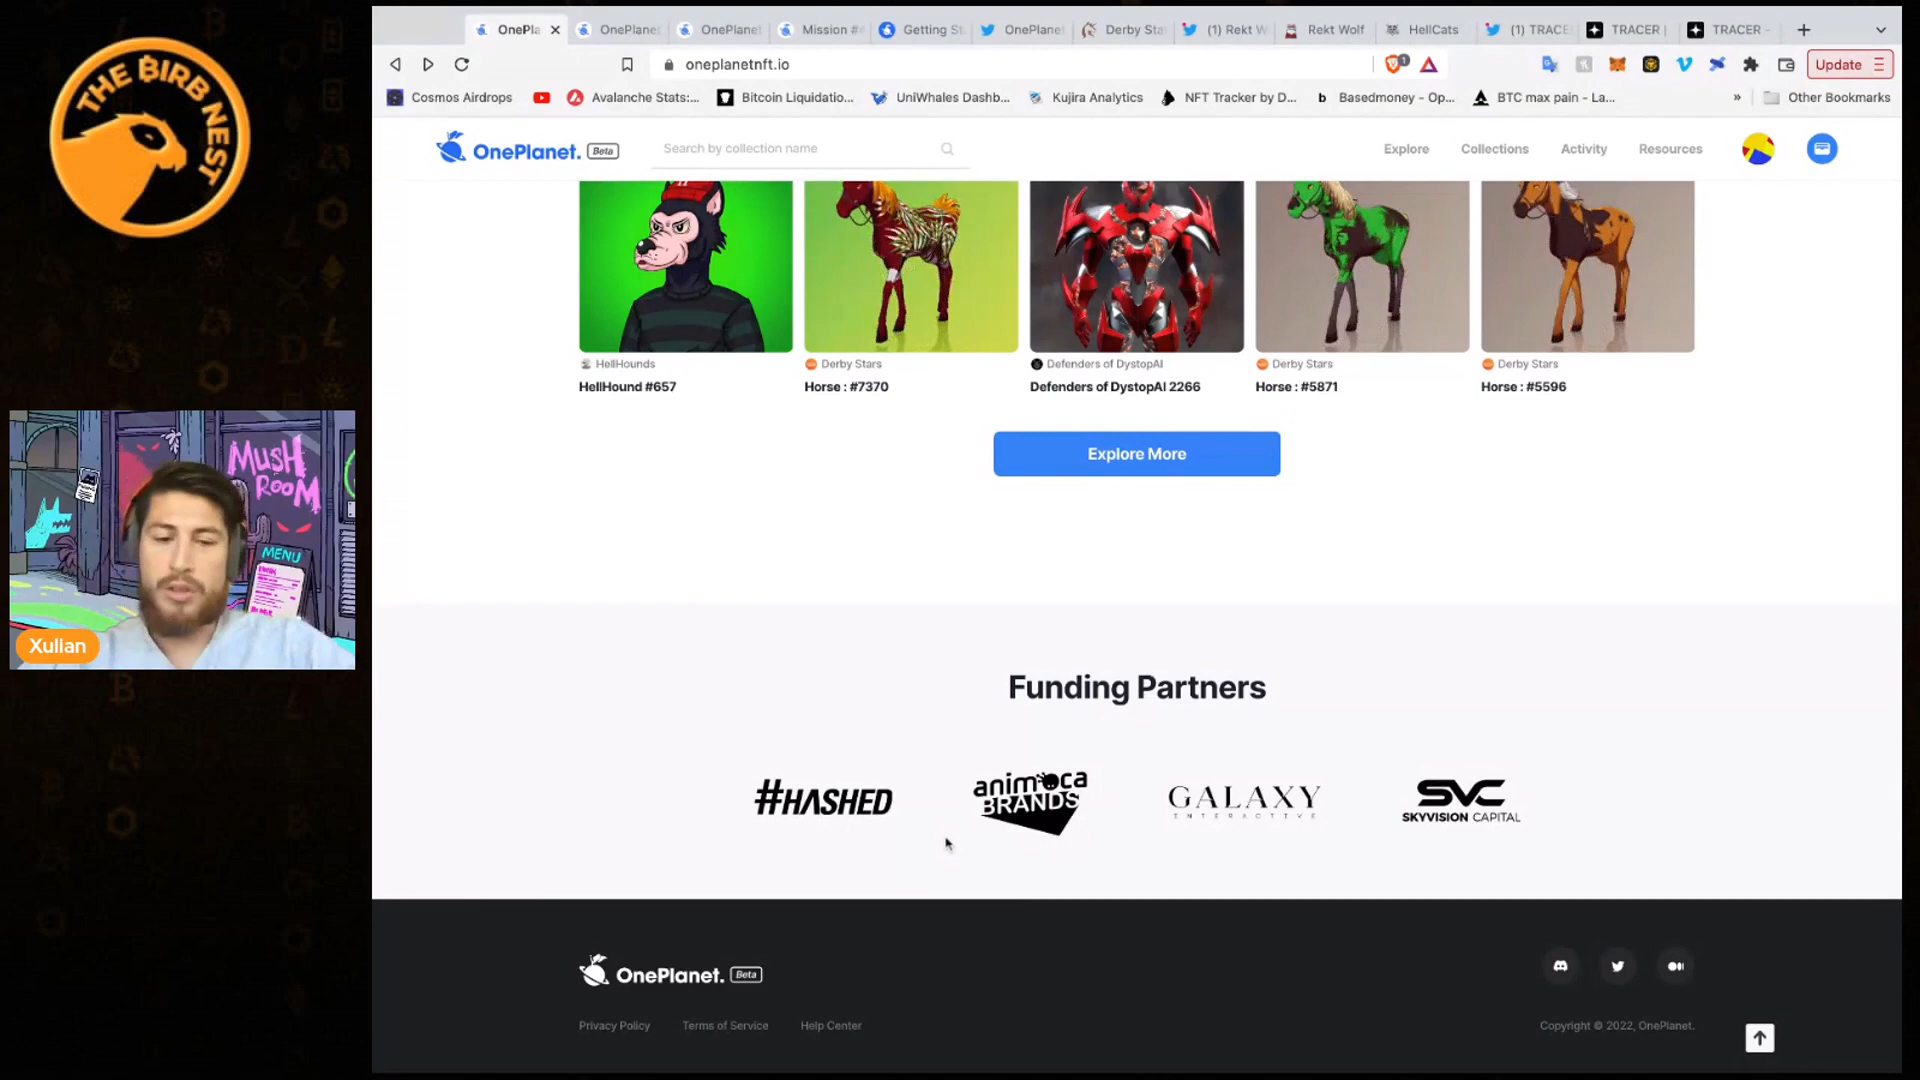 THE BIRB NEST
MUSH
ROOM
MENU
Xulian
OnePla
OnePlanet
OnePlanet
Mission #
Getting St
OnePlanet
Derby Sta
(1) Rekt W
Rekt Wolf
HellCats
(1) TRACE
TRACER |
TRACER -
oneplanetnft.io
1
Update
Cosmos Airdrops
Avalanche Stats:...
Bitcoin Liquidatio...
UniWhales Dashb...
Kujira Analytics
NFT Tracker by D...
b Basedmoney - Op...
BTC max pain - La...
»
Other Bookmarks
OnePlanet. Beta
Search by collection name
Explore
Collections
Activity
Resources
HellHounds
HellHound #657
Derby Stars
Horse : #7370
Defenders of DystopAI
Defenders of DystopAI 2266
Derby Stars
Horse : #5871
Derby Stars
Horse : #5596
Explore More
Funding Partners
#HASHED
animoca
BRANDS
GALAXY
INTERACTIVE
SVC
SKYVISION CAPITAL
OnePlanet. Beta
Privacy Policy
Terms of Service
Help Center
Copyright © 2022, OnePlanet.